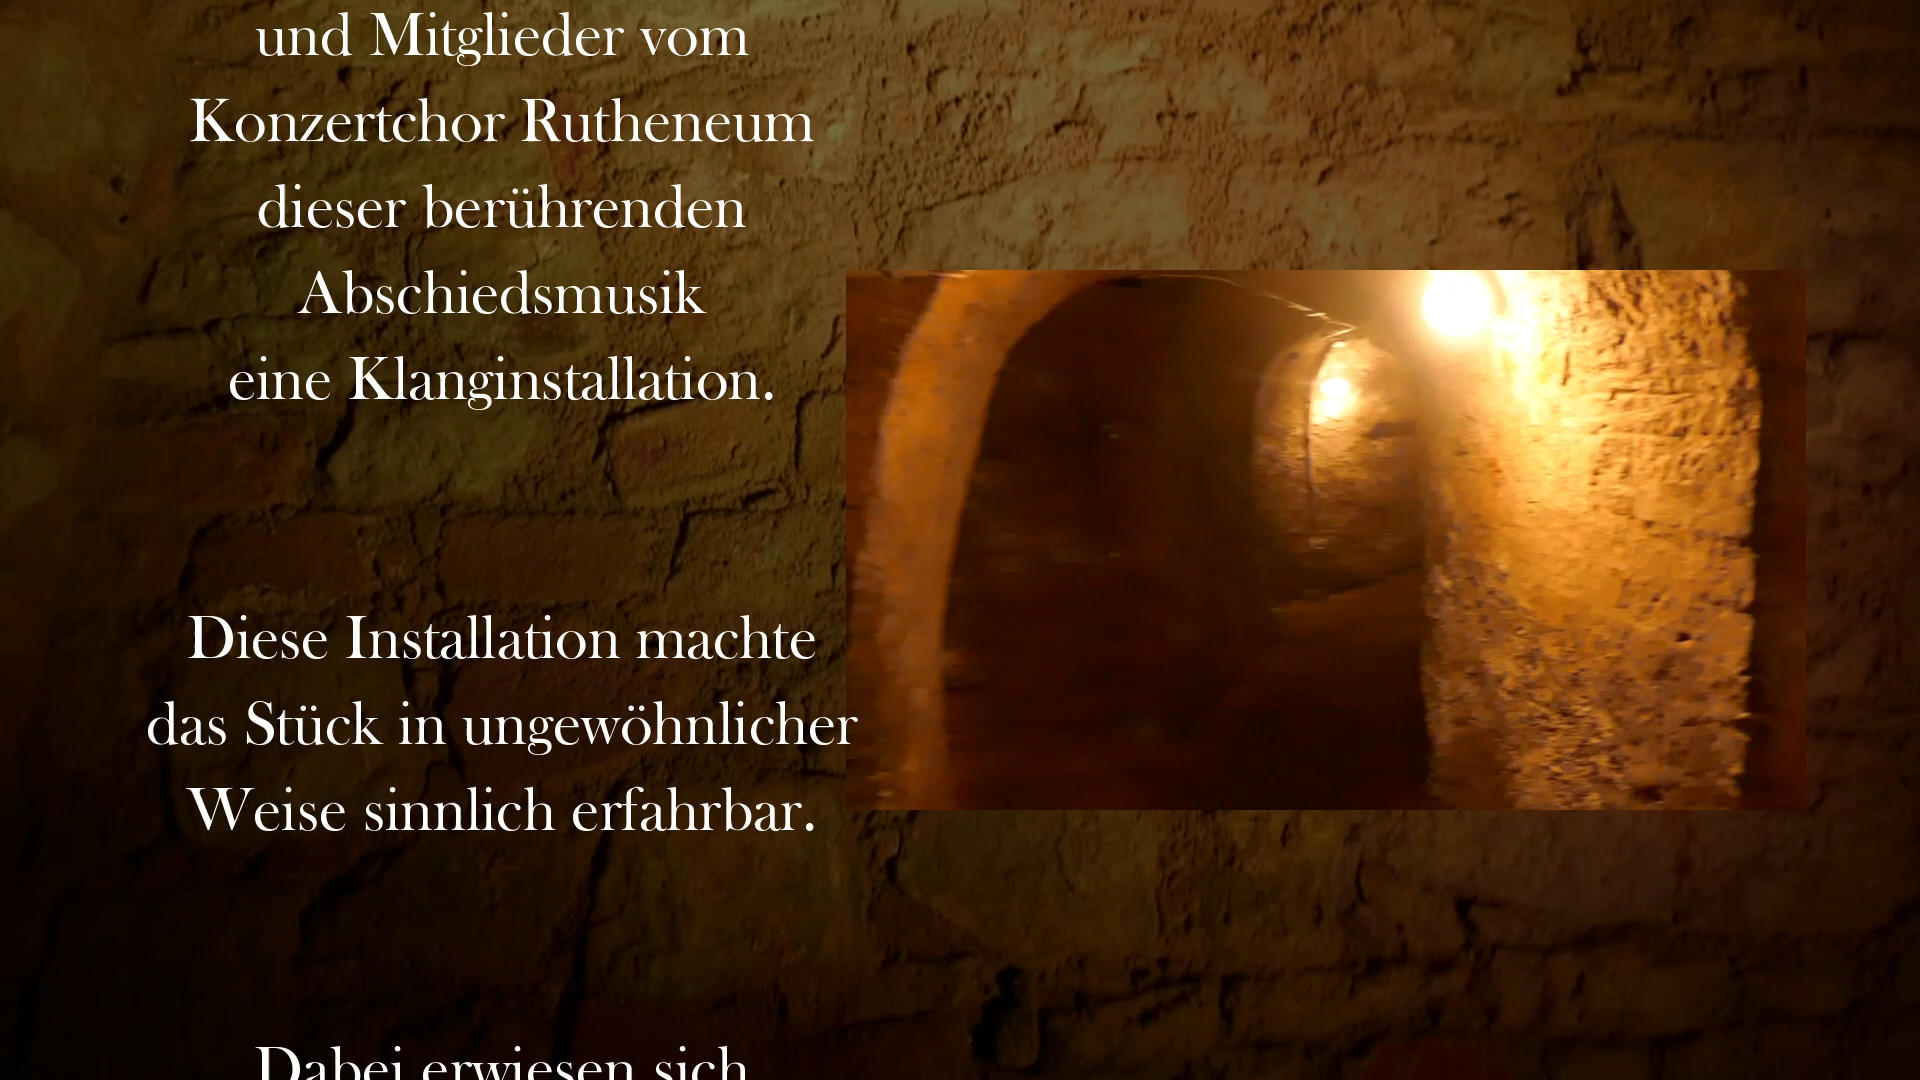 und Mitglieder vom
Konzertchor Rutheneum
dieser berührenden
Abschiedsmusik
eine Klanginstallation.
Diese Installation machte
das Stück in ungewöhnlicher
Weise sinnlich erfahrbar.
Dabei erwiesen sich